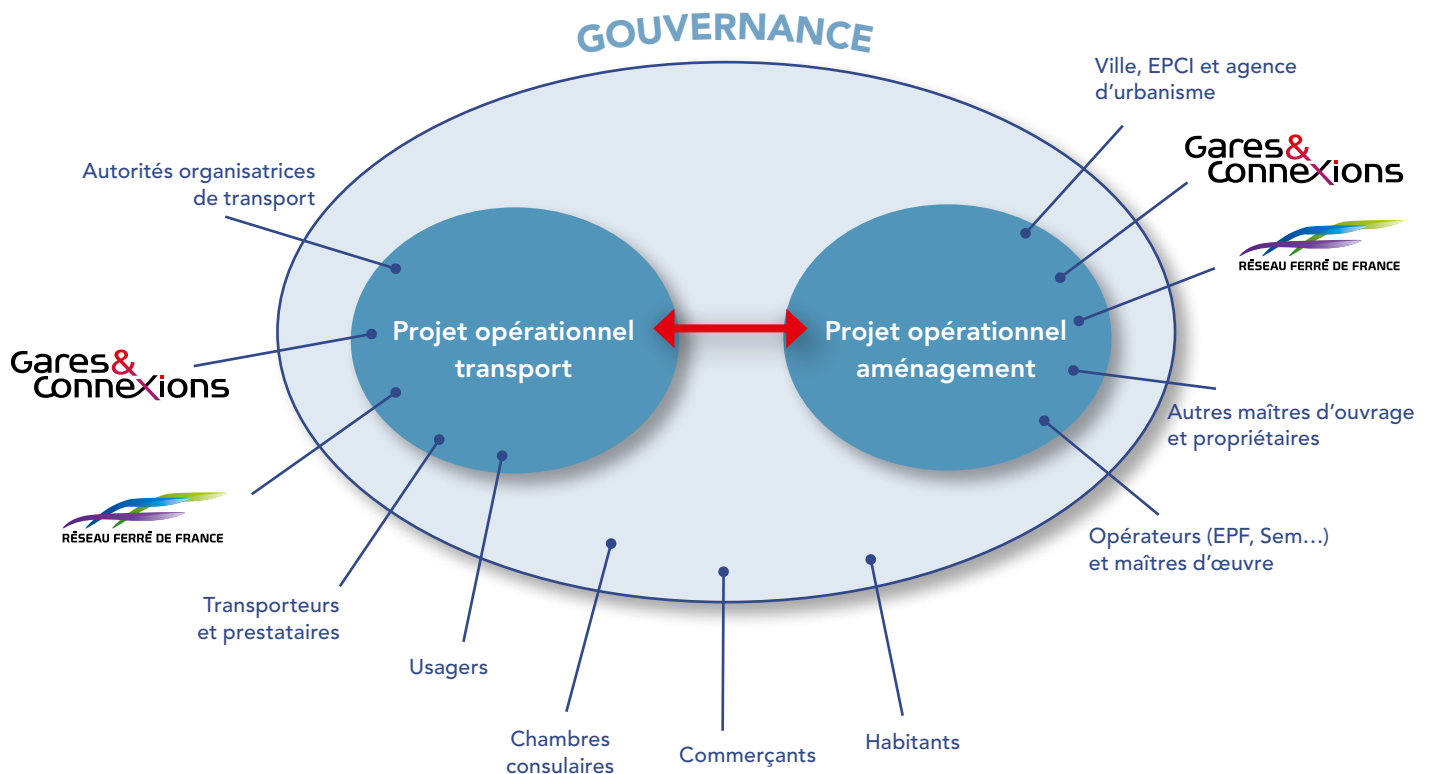 GOUVERNANCE
Ville, EPCI et agence
d'urbanisme
Gares&
Connexions
Autorités organisatrices
de transport
RÉSEAU FERRÉ DE FRANCE
Projet opérationnel
transport
Projet opérationnel
aménagement
Gares&
Connexions
Autres maîtres d'ouvrage
et propriétaires
RÉSEAU FERRÉ DE FRANCE
Opérateurs (EPF, Sem…)
et maîtres d'œuvre
Transporteurs
et prestataires
Usagers
Chambres
consulaires
Commerçants
Habitants